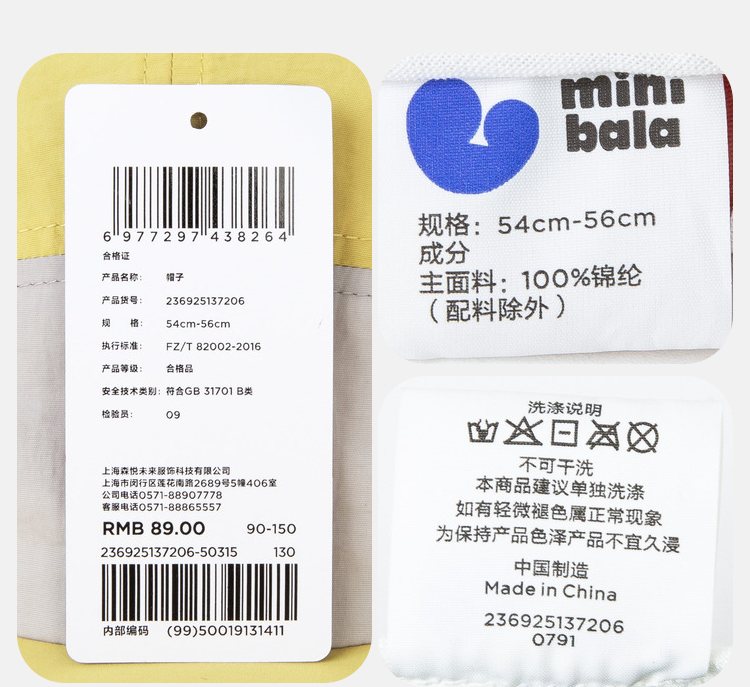 6 977297 438264
合格证
产品名称: 帽子
产品货号: 236925137206
规 格: 54cm-56cm
执行标准: FZ/T 82002-2016
产品等级: 合格品
安全技术类别: 符合GB 31701 B类
检验员: 09
上海森悦未来服饰科技有限公司
上海市闵行区莲花南路2689号5幢406室
公司电话0571-88907778
客服电话0571-88865557
RMB 89.00 90-150
236925137206-50315 130
内部编码 (99)50019131411
mini
bala
规格: 54cm-56cm
成分
主面料: 100%锦纶
(配料除外)
洗涤说明
不可干洗
本商品建议单独洗涤
如有轻微褪色属正常现象
为保持产品色泽产品不宜久浸
中国制造
Made in China
236925137206
0791